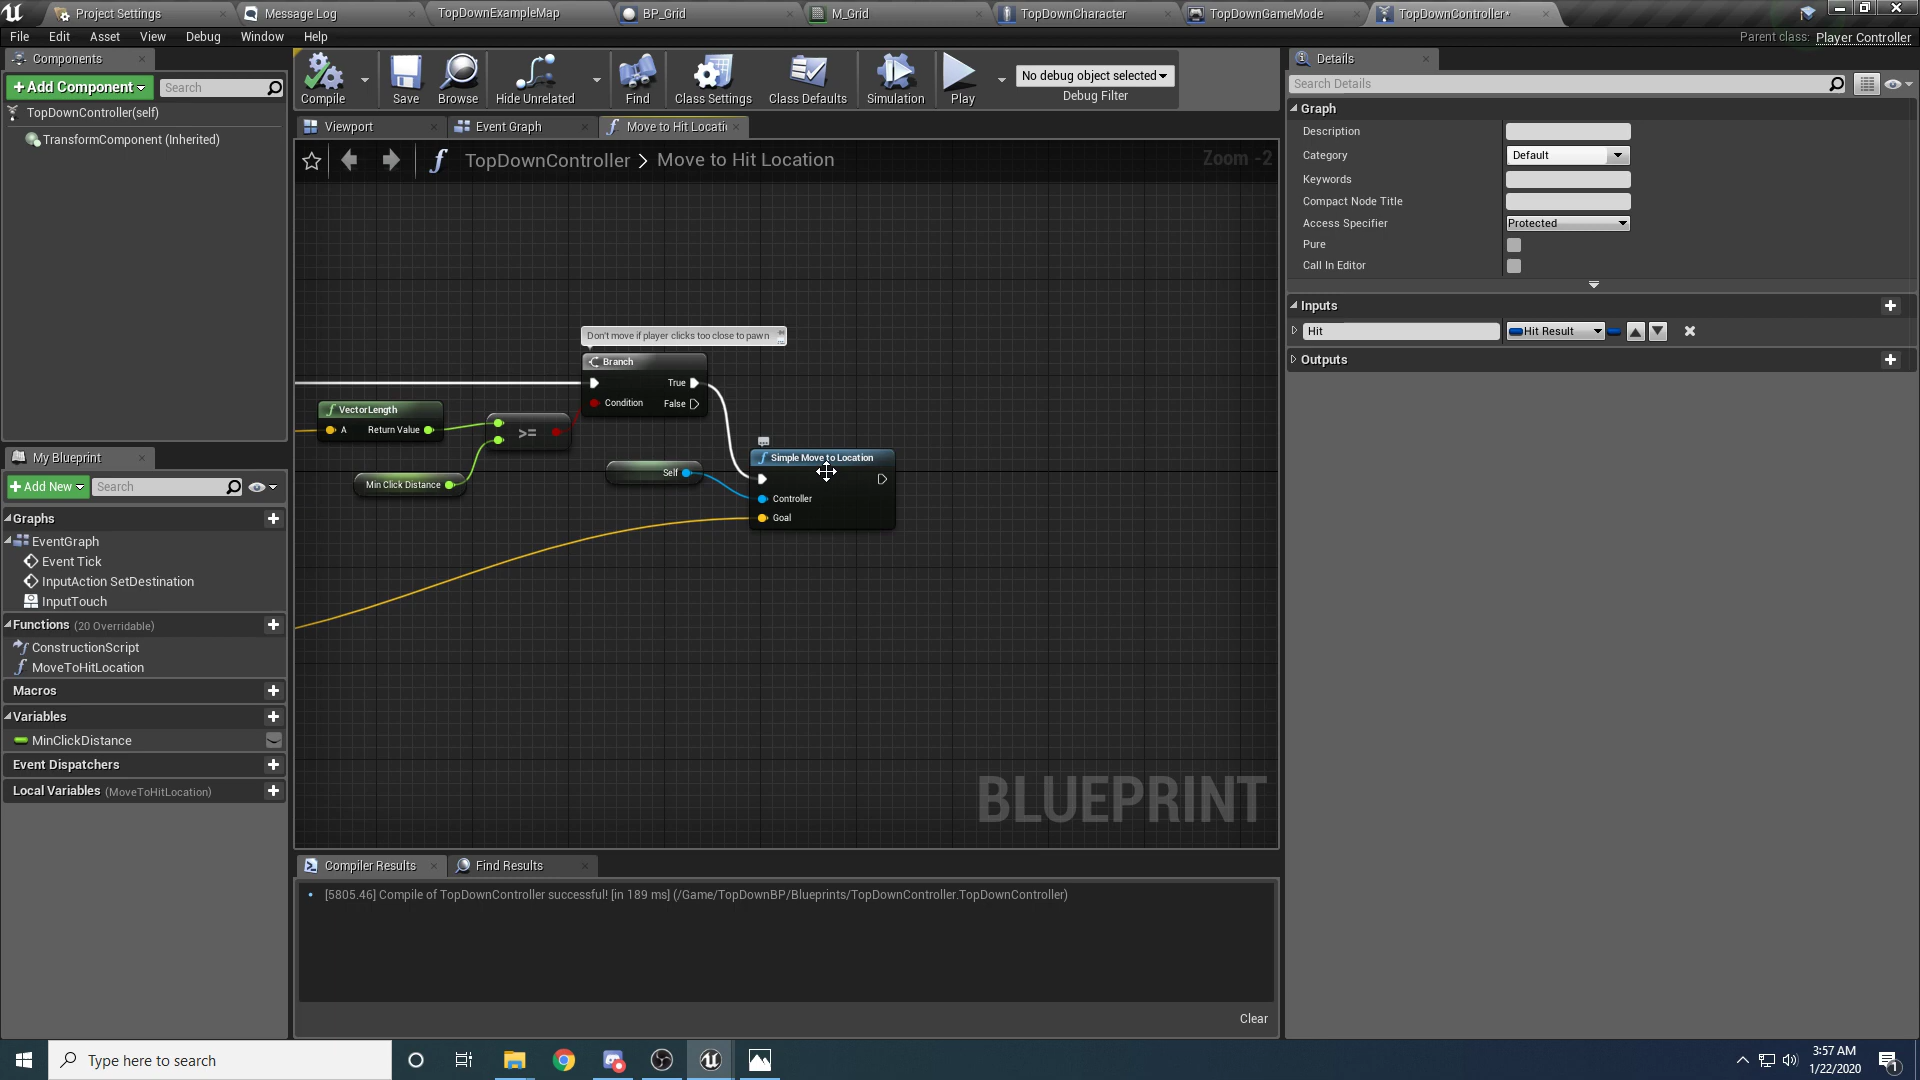 Project Settings
Message Log
TopDownExampleMap
BP_Grid
M_Grid
TopDownCharacter
TopDownGameMode
TopDownController*
File Edit Asset View Debug Window Help
Parent class: Player Controller
Components
+Add Component
Search
TopDownController(self)
TransformComponent (Inherited)
Compile
Save
Browse
Hide Unrelated
Find
Class Settings
Class Defaults
Simulation
Play
No debug object selected
Debug Filter
Viewport
Event Graph
Move to Hit Locati
TopDownController > Move to Hit Location
Zoom -2
Don't move if player clicks too close to pawn
Branch
True
Condition
False
VectorLength
A
Return Value
>=
Min Click Distance
Self
Simple Move to Location
Controller
Goal
BLUEPRINT
My Blueprint
+Add New
Search
Graphs
EventGraph
Event Tick
InputAction SetDestination
InputTouch
Functions (20 Overridable)
ConstructionScript
MoveToHitLocation
Macros
Variables
MinClickDistance
Event Dispatchers
Local Variables (MoveToHitLocation)
Compiler Results
Find Results
[5805.46] Compile of TopDownController successful! [in 189 ms] (/Game/TopDownBP/Blueprints/TopDownController.TopDownController)
Clear
Details
Search Details
Graph
Description
Category Default
Keywords
Compact Node Title
Access Specifier Protected
Pure
Call In Editor
Inputs
Hit Hit Result
Outputs
Type here to search
3:57 AM
1/22/2020
1